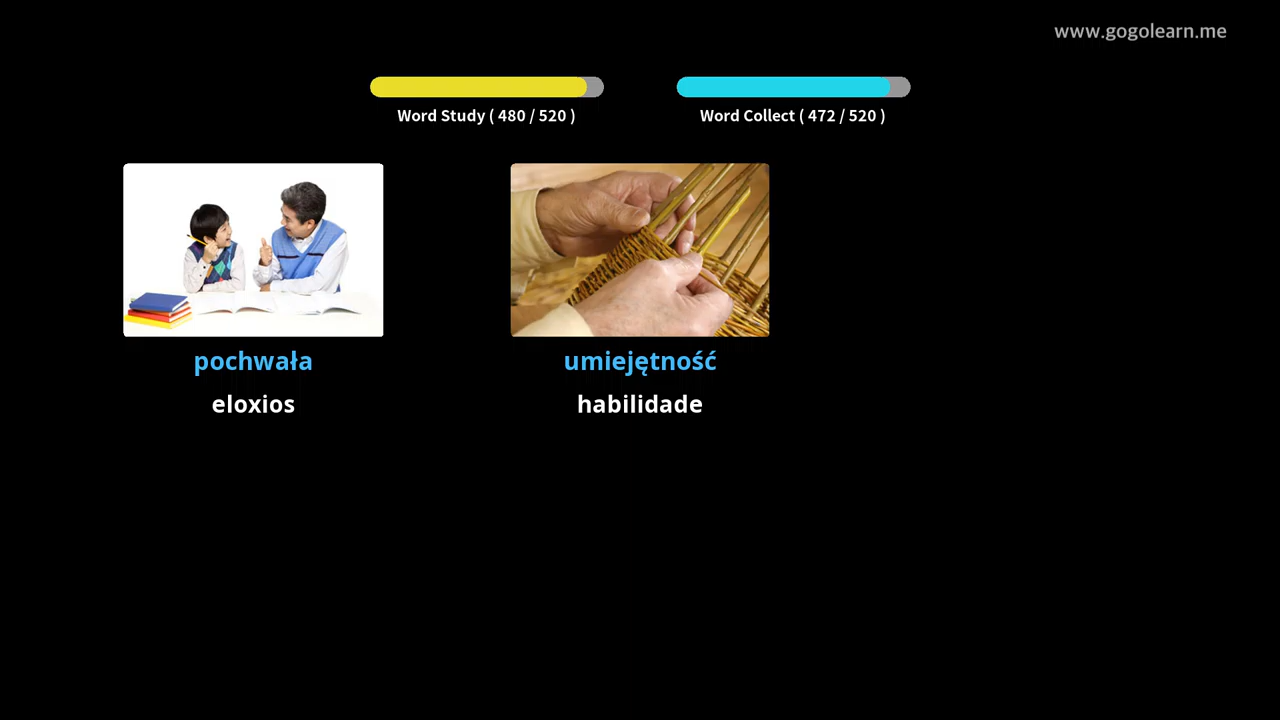 www.gogolearn.me
Word Study ( 480 / 520 )
Word Collect ( 472 / 520 )
pochwała
eloxios
umiejętność
habilidade